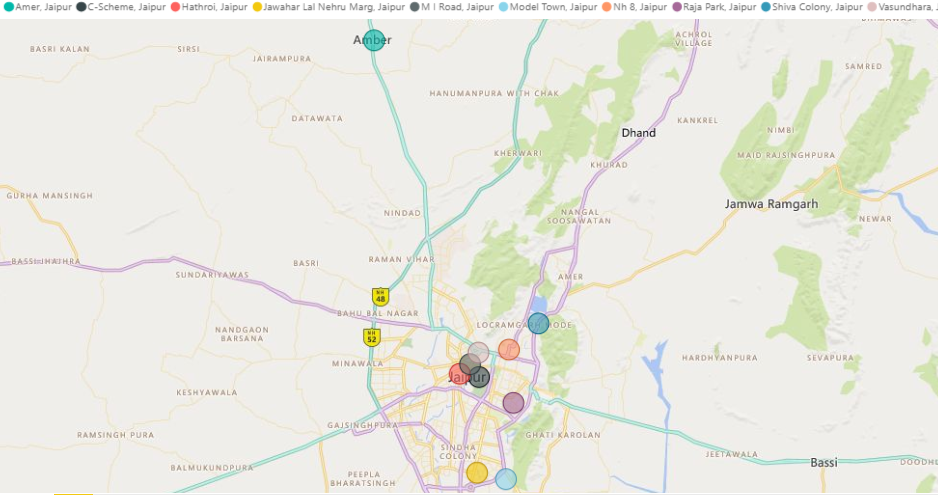 Amer, Jaipur C-Scheme, Jaipur Hathroi, Jaipur Jawahar Lal Nehru Marg, Jaipur M I Road, Jaipur Model Town, Jaipur Nh 8, Jaipur Raja Park, Jaipur Shiva Colony, Jaipur Vasundhara, J
ACHROL
VILLAGE
Amber
BASRI KALAN
SIRSI
JAIRAMPURA
SAMRED
HANUMANPURA WITH CHAK
DATAWATA
KANKREL
Dhand
NIMBI
KHERWARI
MAID RAJSINGHPURA
KHURAD
GURHA MANSINGH
Jamwa Ramgarh
NINDAD
NANGAL
SOOSAWATAN
NEWAR
BASSI JHAJHRA
BASRI
RAMAN VIHAR
SUNDARIYAWAS
AMER
NH
48
BAHU BAL NAGAR
NANDGAON
BARSANA
NH
52
HARDHYANPURA
SEVAPURA
MINAWALA
Jaipur
KESHYAWALA
GAJSINGHPURA
RAMSINGH PURA
GHATI KAROLAN
SINDHA
COLONY
JEETAWALA
Bassi
BALMUKUNDPURA
PEEPLA
BHARATSINGH